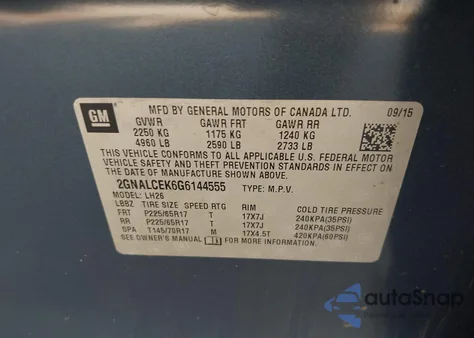 GM
MFD BY GENERAL MOTORS OF CANADA LTD.
09/15
GVWR GAWR FRT GAWR RR
2250 KG 1175 KG 1240 KG
4960 LB 2590 LB 2733 LB
THIS VEHICLE CONFORMS TO ALL APPLICABLE U.S. FEDERAL MOTOR
VEHICLE SAFETY AND THEFT PREVENTION STANDARDS IN EFFECT ON
THE DATE OF MANUFACTURE SHOWN ABOVE.
2GNALCEK6G6144555 TYPE: M.P.V.
MODEL: LH26
LBBZ TIRE SIZE SPEED RTG RIM COLD TIRE PRESSURE
FRT P225/65R17 T 17X7J 240KPA(35PSI)
RR P225/65R17 T 17X7J 240KPA(35PSI)
SPA T145/70R17 M 17X4.5T 420KPA(60PSI)
SEE OWNER'S MANUAL FOR MORE INFORMATION.
autoSnap
Powered by Auto